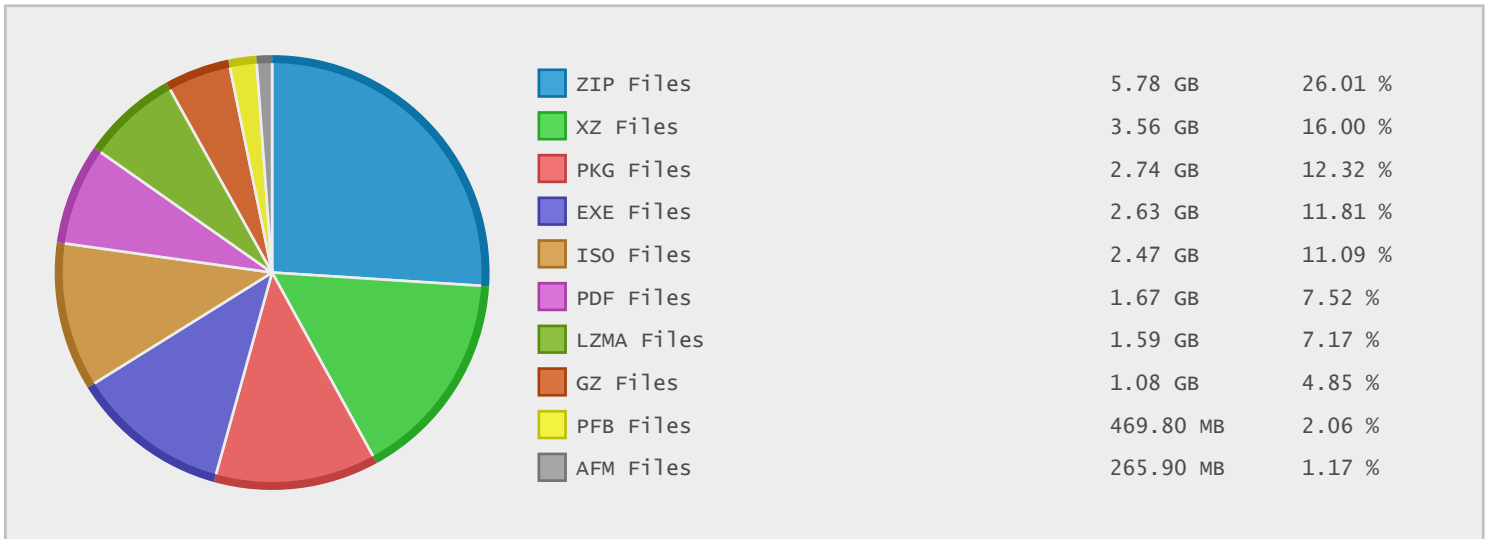 ZIP Files 5.78 GB 26.01 %
XZ Files 3.56 GB 16.00 %
PKG Files 2.74 GB 12.32 %
EXE Files 2.63 GB 11.81 %
ISO Files 2.47 GB 11.09 %
PDF Files 1.67 GB 7.52 %
LZMA Files 1.59 GB 7.17 %
GZ Files 1.08 GB 4.85 %
PFB Files 469.80 MB 2.06 %
AFM Files 265.90 MB 1.17 %